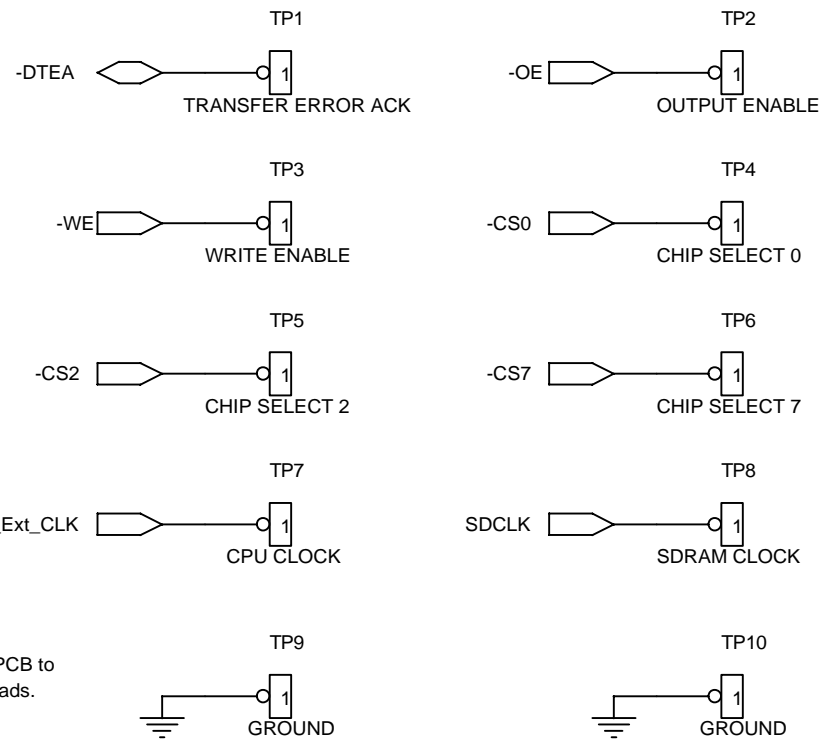 TP1
-DTEA
1
TRANSFER ERROR ACK
TP2
-OE
1
OUTPUT ENABLE
TP3
-WE
1
WRITE ENABLE
TP4
-CS0
1
CHIP SELECT 0
TP5
-CS2
1
CHIP SELECT 2
TP6
-CS7
1
CHIP SELECT 7
TP7
_Ext_CLK
1
CPU CLOCK
TP8
SDCLK
1
SDRAM CLOCK
PCB to
ads.
TP9
1
GROUND
TP10
1
GROUND